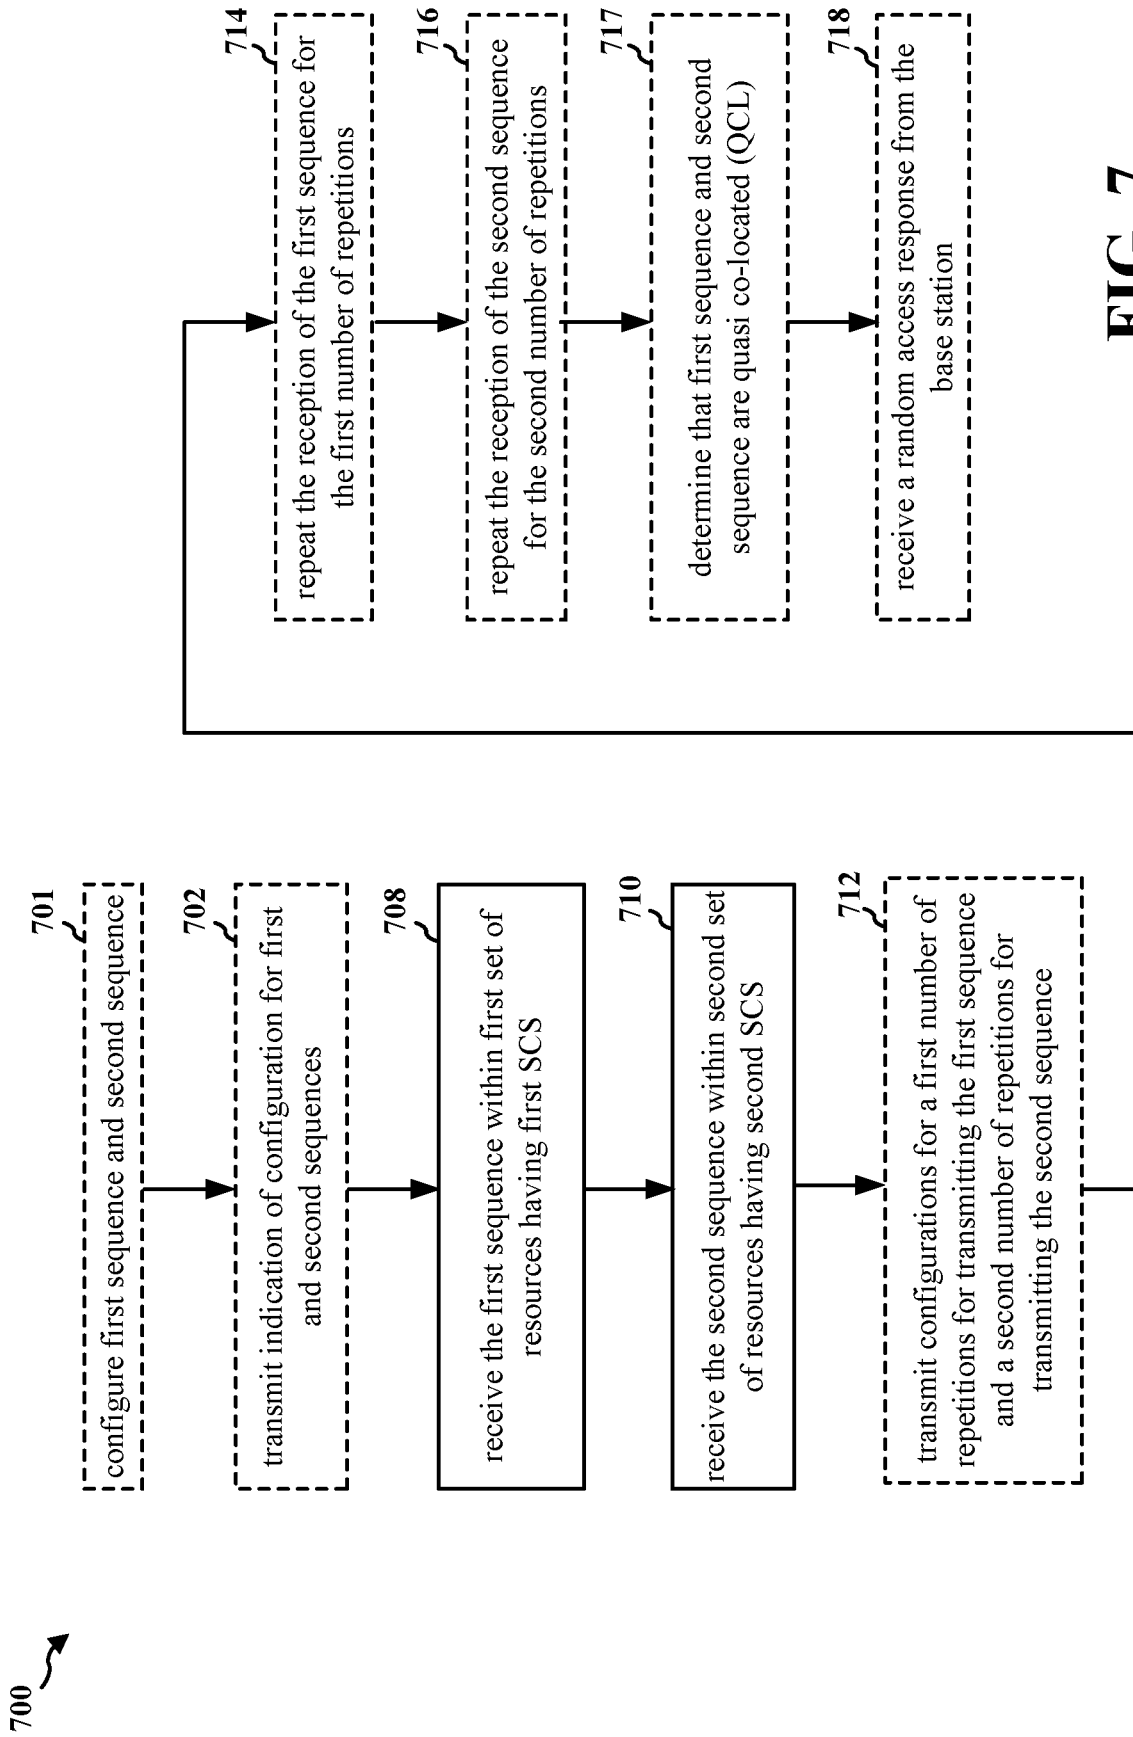 700
701
configure first sequence and second sequence
702
transmit indication of configuration for first
and second sequences
708
receive the first sequence within first set of
resources having first SCS
710
receive the second sequence within second set
of resources having second SCS
712
transmit configurations for a first number of
repetitions for transmitting the first sequence
and a second number of repetitions for
transmitting the second sequence
714
repeat the reception of the first sequence for
the first number of repetitions
716
repeat the reception of the second sequence
for the second number of repetitions
717
determine that first sequence and second
sequence are quasi co-located (QCL)
718
receive a random access response from the
base station
FIG. 7